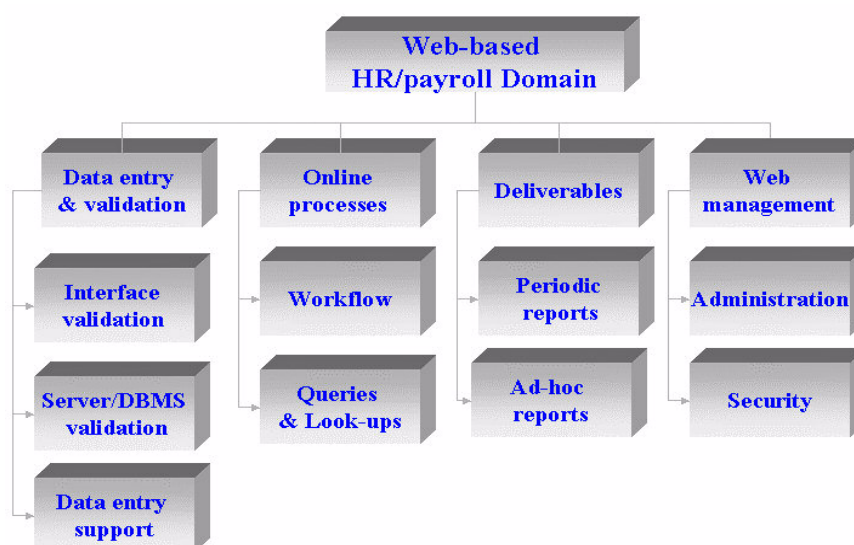 Web-based
HR/payroll Domain
Data entry
& validation
Online
processes
Deliverables
Web
management
Interface
validation
Workflow
Periodic
reports
Administration
Server/DBMS
validation
Queries
& Look-ups
Ad-hoc
reports
Security
Data entry
support